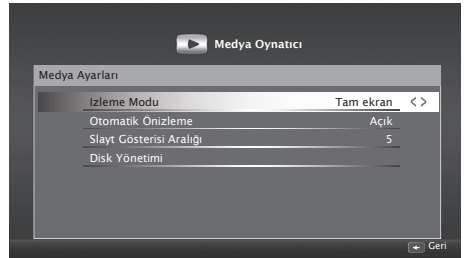 Medya Oynatıcı
Medya Ayarları
Izleme Modu Tam ekran < >
Otomatik Önizleme Açık
Slayt Gösterisi Aralığı 5
Disk Yönetimi
Geri